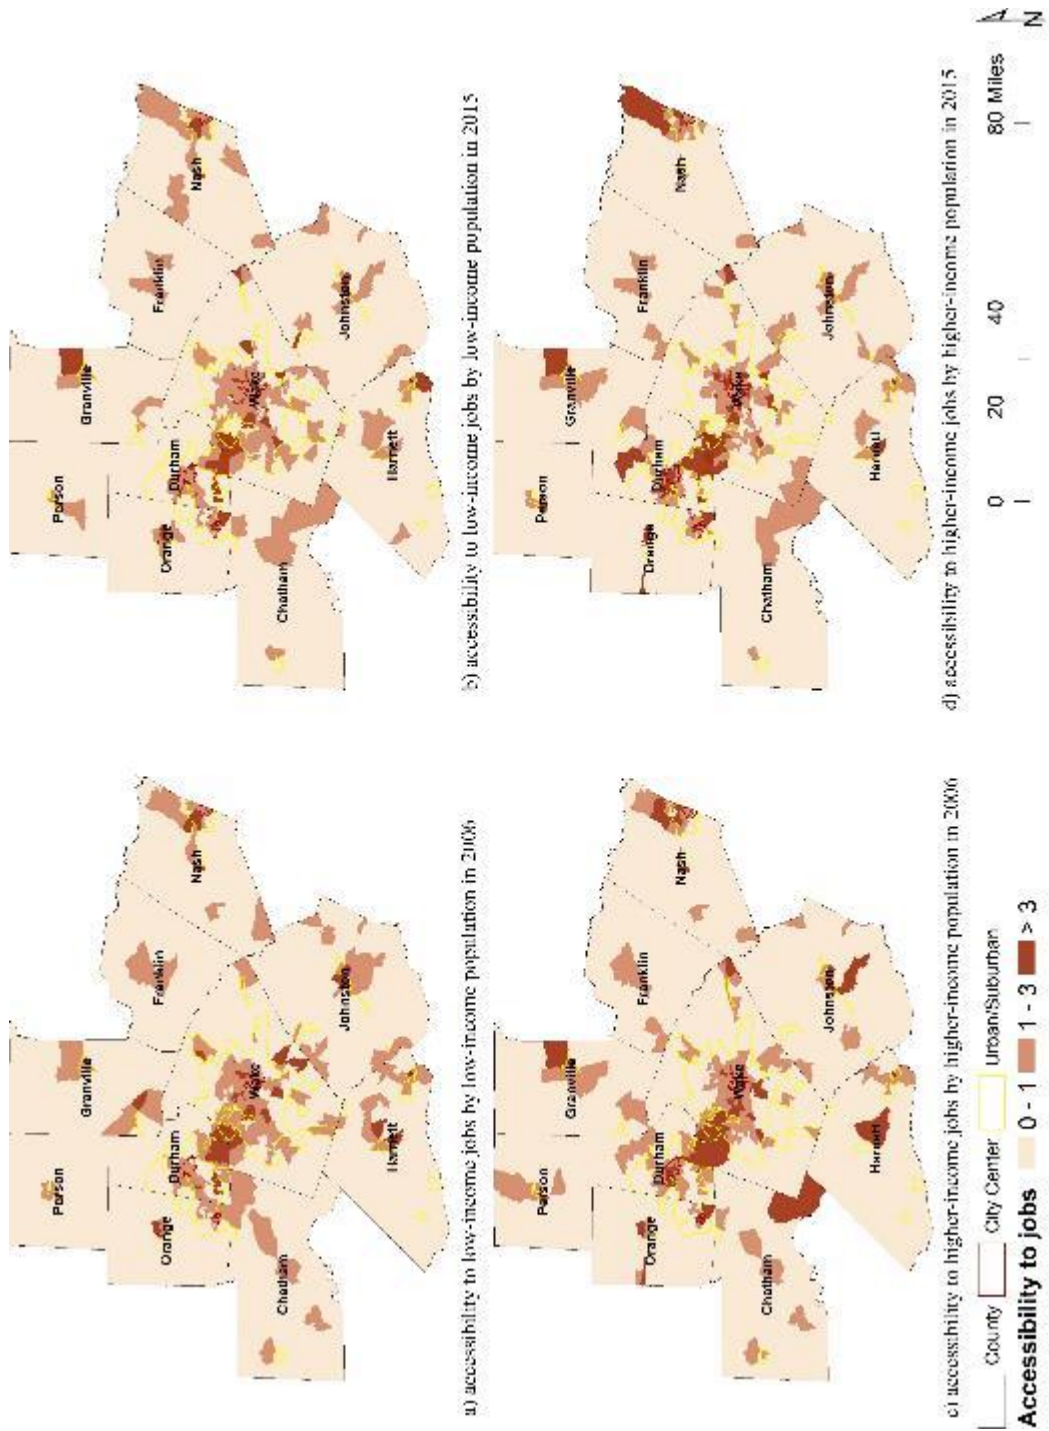 Person
Granville
Orange
Durham
Franklin
Nash
Wake
Chatham
Johnston
Harnett
a) accessibility to low-income jobs by low-income population in 2006
Person
Granville
Orange
Durham
Franklin
Nash
Wake
Chatham
Johnston
Harnett
b) accessibility to low-income jobs by low-income population in 2015
Person
Granville
Orange
Durham
Franklin
Nash
Wake
Chatham
Johnston
Harnett
c) accessibility to higher-income jobs by higher-income population in 2006
Person
Granville
Orange
Durham
Franklin
Nash
Wake
Chatham
Johnston
Harnett
d) accessibility to higher-income jobs by higher-income population in 2015
County City Center Urban/Suburban
Accessibility to jobs 0 - 1 1 - 3 > 3
0 20 40 80 Miles
N